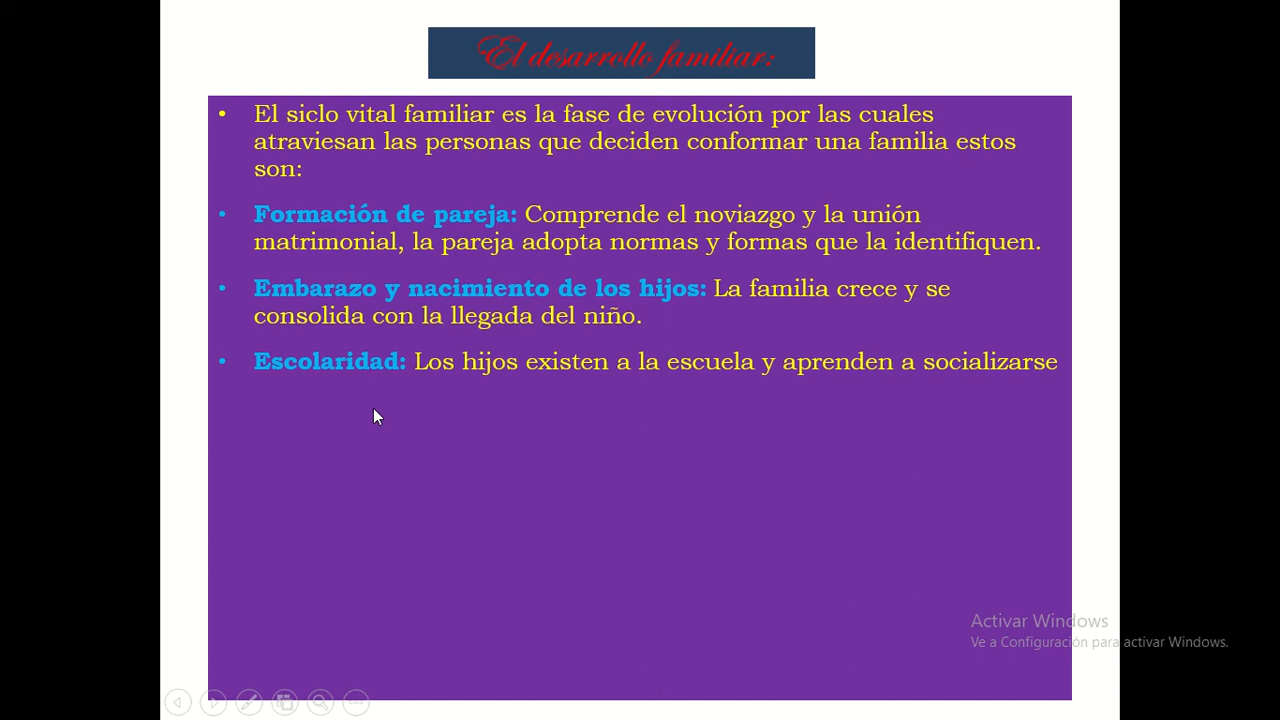 El desarrollo familiar:
• El siclo vital familiar es la fase de evolución por las cuales
atraviesan las personas que deciden conformar una familia estos
son:
• Formación de pareja: Comprende el noviazgo y la unión
matrimonial, la pareja adopta normas y formas que la identifiquen.
• Embarazo y nacimiento de los hijos: La familia crece y se
consolida con la llegada del niño.
• Escolaridad: Los hijos existen a la escuela y aprenden a socializarse
Activar Windows
Ve a Configuración para activar Windows.